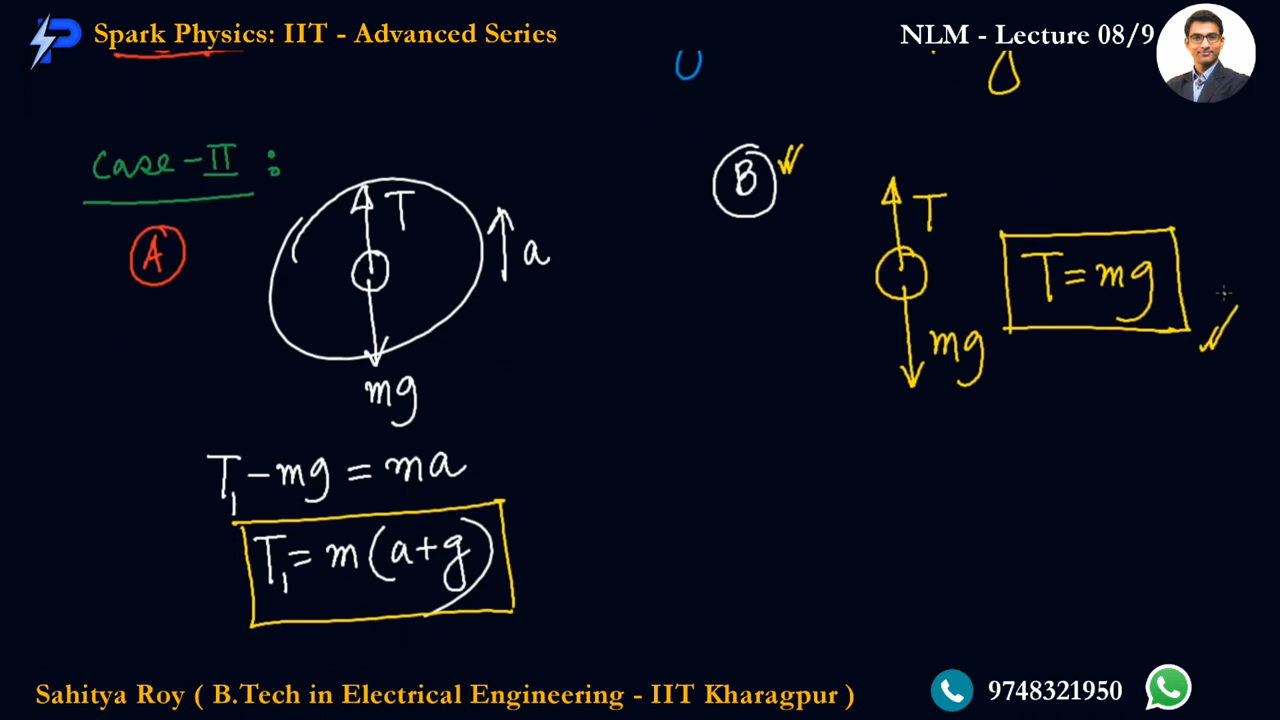 Spark Physics: IIT - Advanced Series
NLM - Lecture 08/9
Case-II :
A
T
a
mg
T₁-mg = ma
T₁= m(a+g)
B
T
mg
T=mg
Sahitya Roy ( B.Tech in Electrical Engineering - IIT Kharagpur )
9748321950